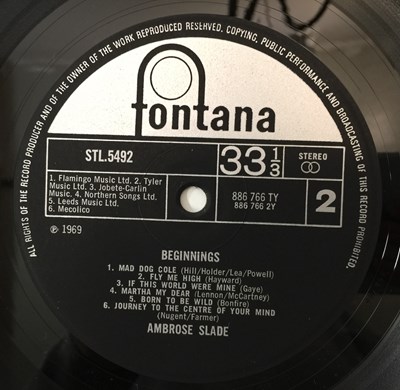 ALL RIGHTS OF THE RECORD PRODUCER AND OF THE OWNER OF THE WORK REPRODUCED RESERVED. COPYING, PUBLIC PERFORMANCE AND BROADCASTING OF THIS RECORD PROHIBITED.
fontana
STL.5492
33 1/3
STEREO
1. Flamingo Music Ltd. 2. Tyler
Music Ltd. 3. Jobete-Carlin
Music. 4. Northern Songs Ltd.
5. Leeds Music Ltd.
6. Mecolico
886 766 TY
886 766 2Y
2
℗ 1969
BEGINNINGS
1. MAD DOG COLE (Hill/Holder/Lea/Powell)
2. FLY ME HIGH (Hayward)
3. IF THIS WORLD WERE MINE (Gaye)
4. MARTHA MY DEAR (Lennon/McCartney)
5. BORN TO BE WILD (Bonfire)
6. JOURNEY TO THE CENTRE OF YOUR MIND
(Nugent/Farmer)
AMBROSE SLADE